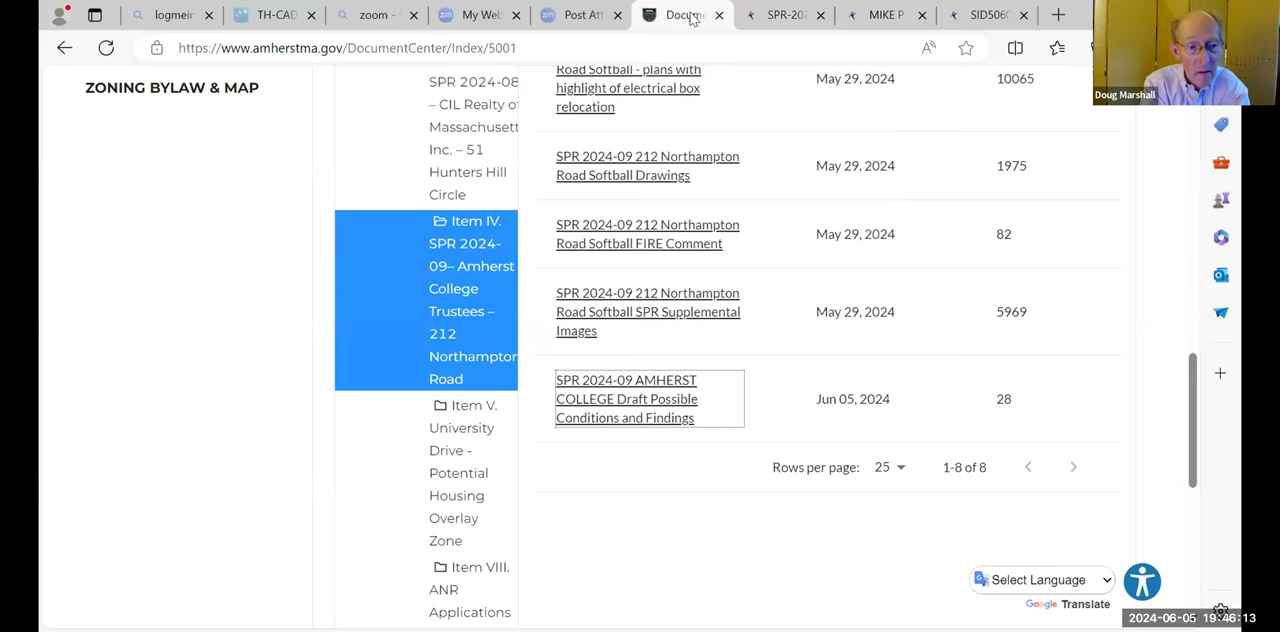 logmein
TH-CAD
zoom -
My Web
Post Att
Docum
SPR-202
MIKE P
SID506
https://www.amherstma.gov/DocumentCenter/Index/5001
Doug Marshall
ZONING BYLAW & MAP
SPR 2024-08
– CIL Realty of
Massachusett
Inc. – 51
Hunters Hill
Circle
Item IV.
SPR 2024-
09– Amherst
College
Trustees –
212
Northampton
Road
Item V.
University
Drive -
Potential
Housing
Overlay
Zone
Item VIII.
ANR
Applications
Road Softball - plans with
highlight of electrical box
relocation
May 29, 2024
10065
SPR 2024-09 212 Northampton
Road Softball Drawings
May 29, 2024
1975
SPR 2024-09 212 Northampton
Road Softball FIRE Comment
May 29, 2024
82
SPR 2024-09 212 Northampton
Road Softball SPR Supplemental
Images
May 29, 2024
5969
SPR 2024-09 AMHERST
COLLEGE Draft Possible
Conditions and Findings
Jun 05, 2024
28
Rows per page: 25
1-8 of 8
Select Language
Google Translate
2024-06-05 19:46:13